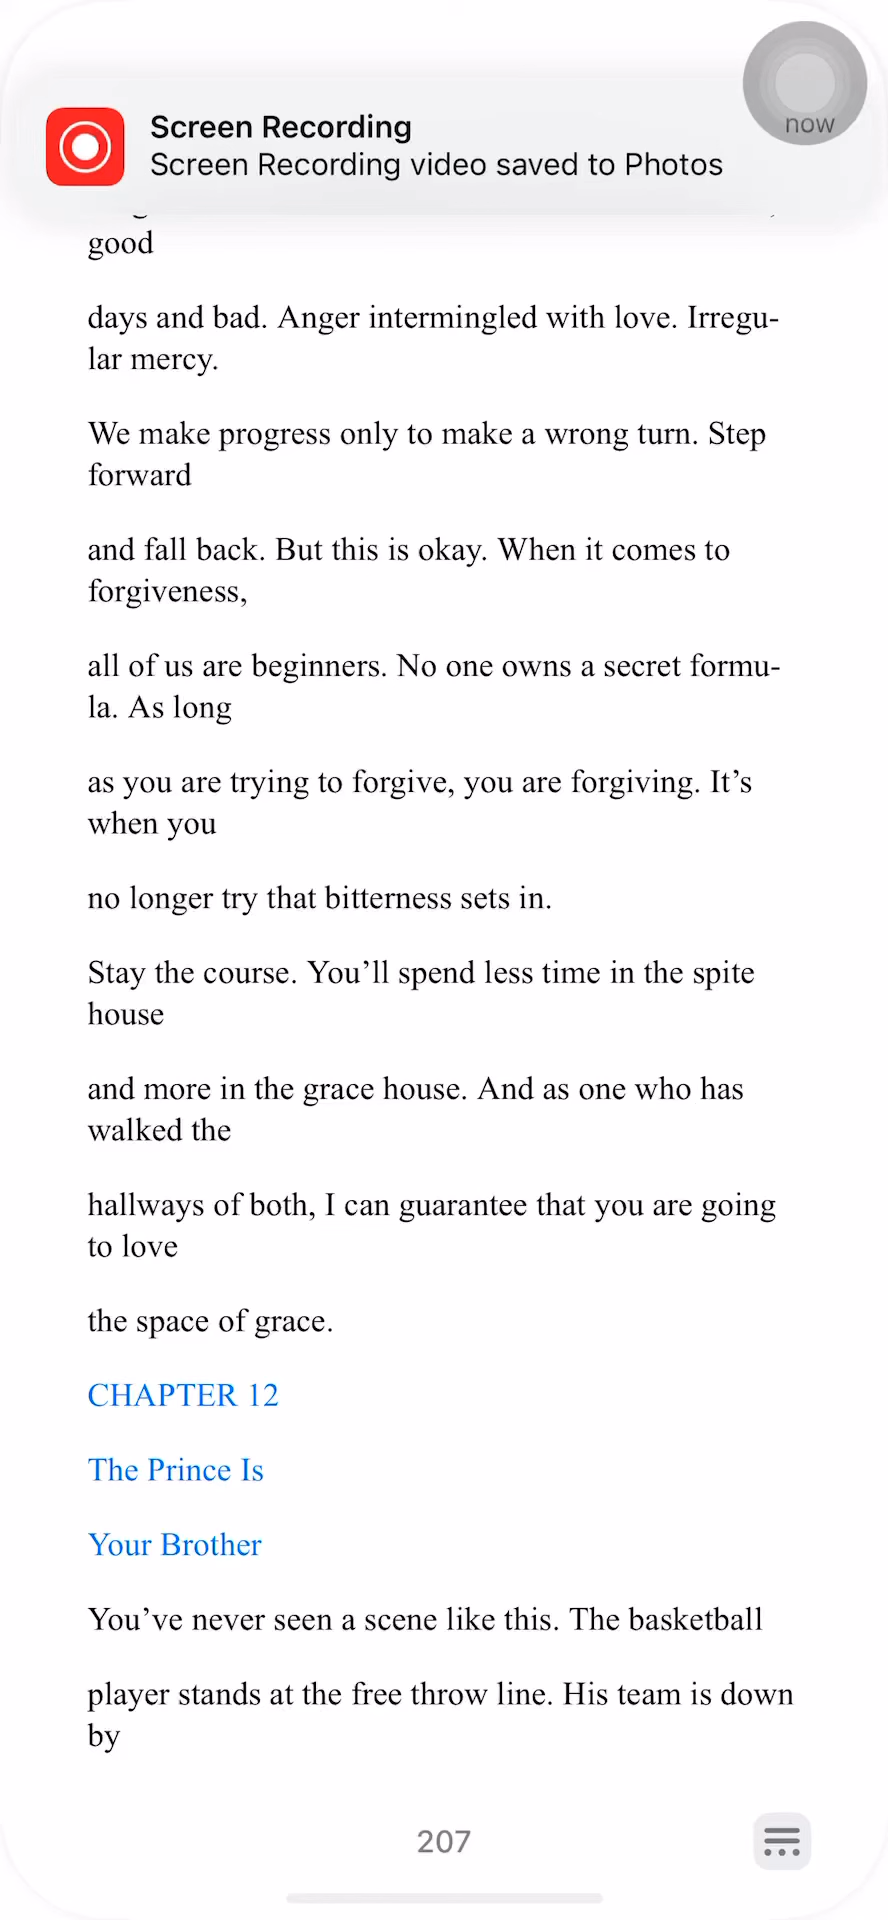 now
Screen Recording
Screen Recording video saved to Photos
good
days and bad. Anger intermingled with love. Irregu-
lar mercy.
We make progress only to make a wrong turn. Step
forward
and fall back. But this is okay. When it comes to
forgiveness,
all of us are beginners. No one owns a secret formu-
la. As long
as you are trying to forgive, you are forgiving. It’s
when you
no longer try that bitterness sets in.
Stay the course. You’ll spend less time in the spite
house
and more in the grace house. And as one who has
walked the
hallways of both, I can guarantee that you are going
to love
the space of grace.
CHAPTER 12
The Prince Is
Your Brother
You’ve never seen a scene like this. The basketball
player stands at the free throw line. His team is down
by
207